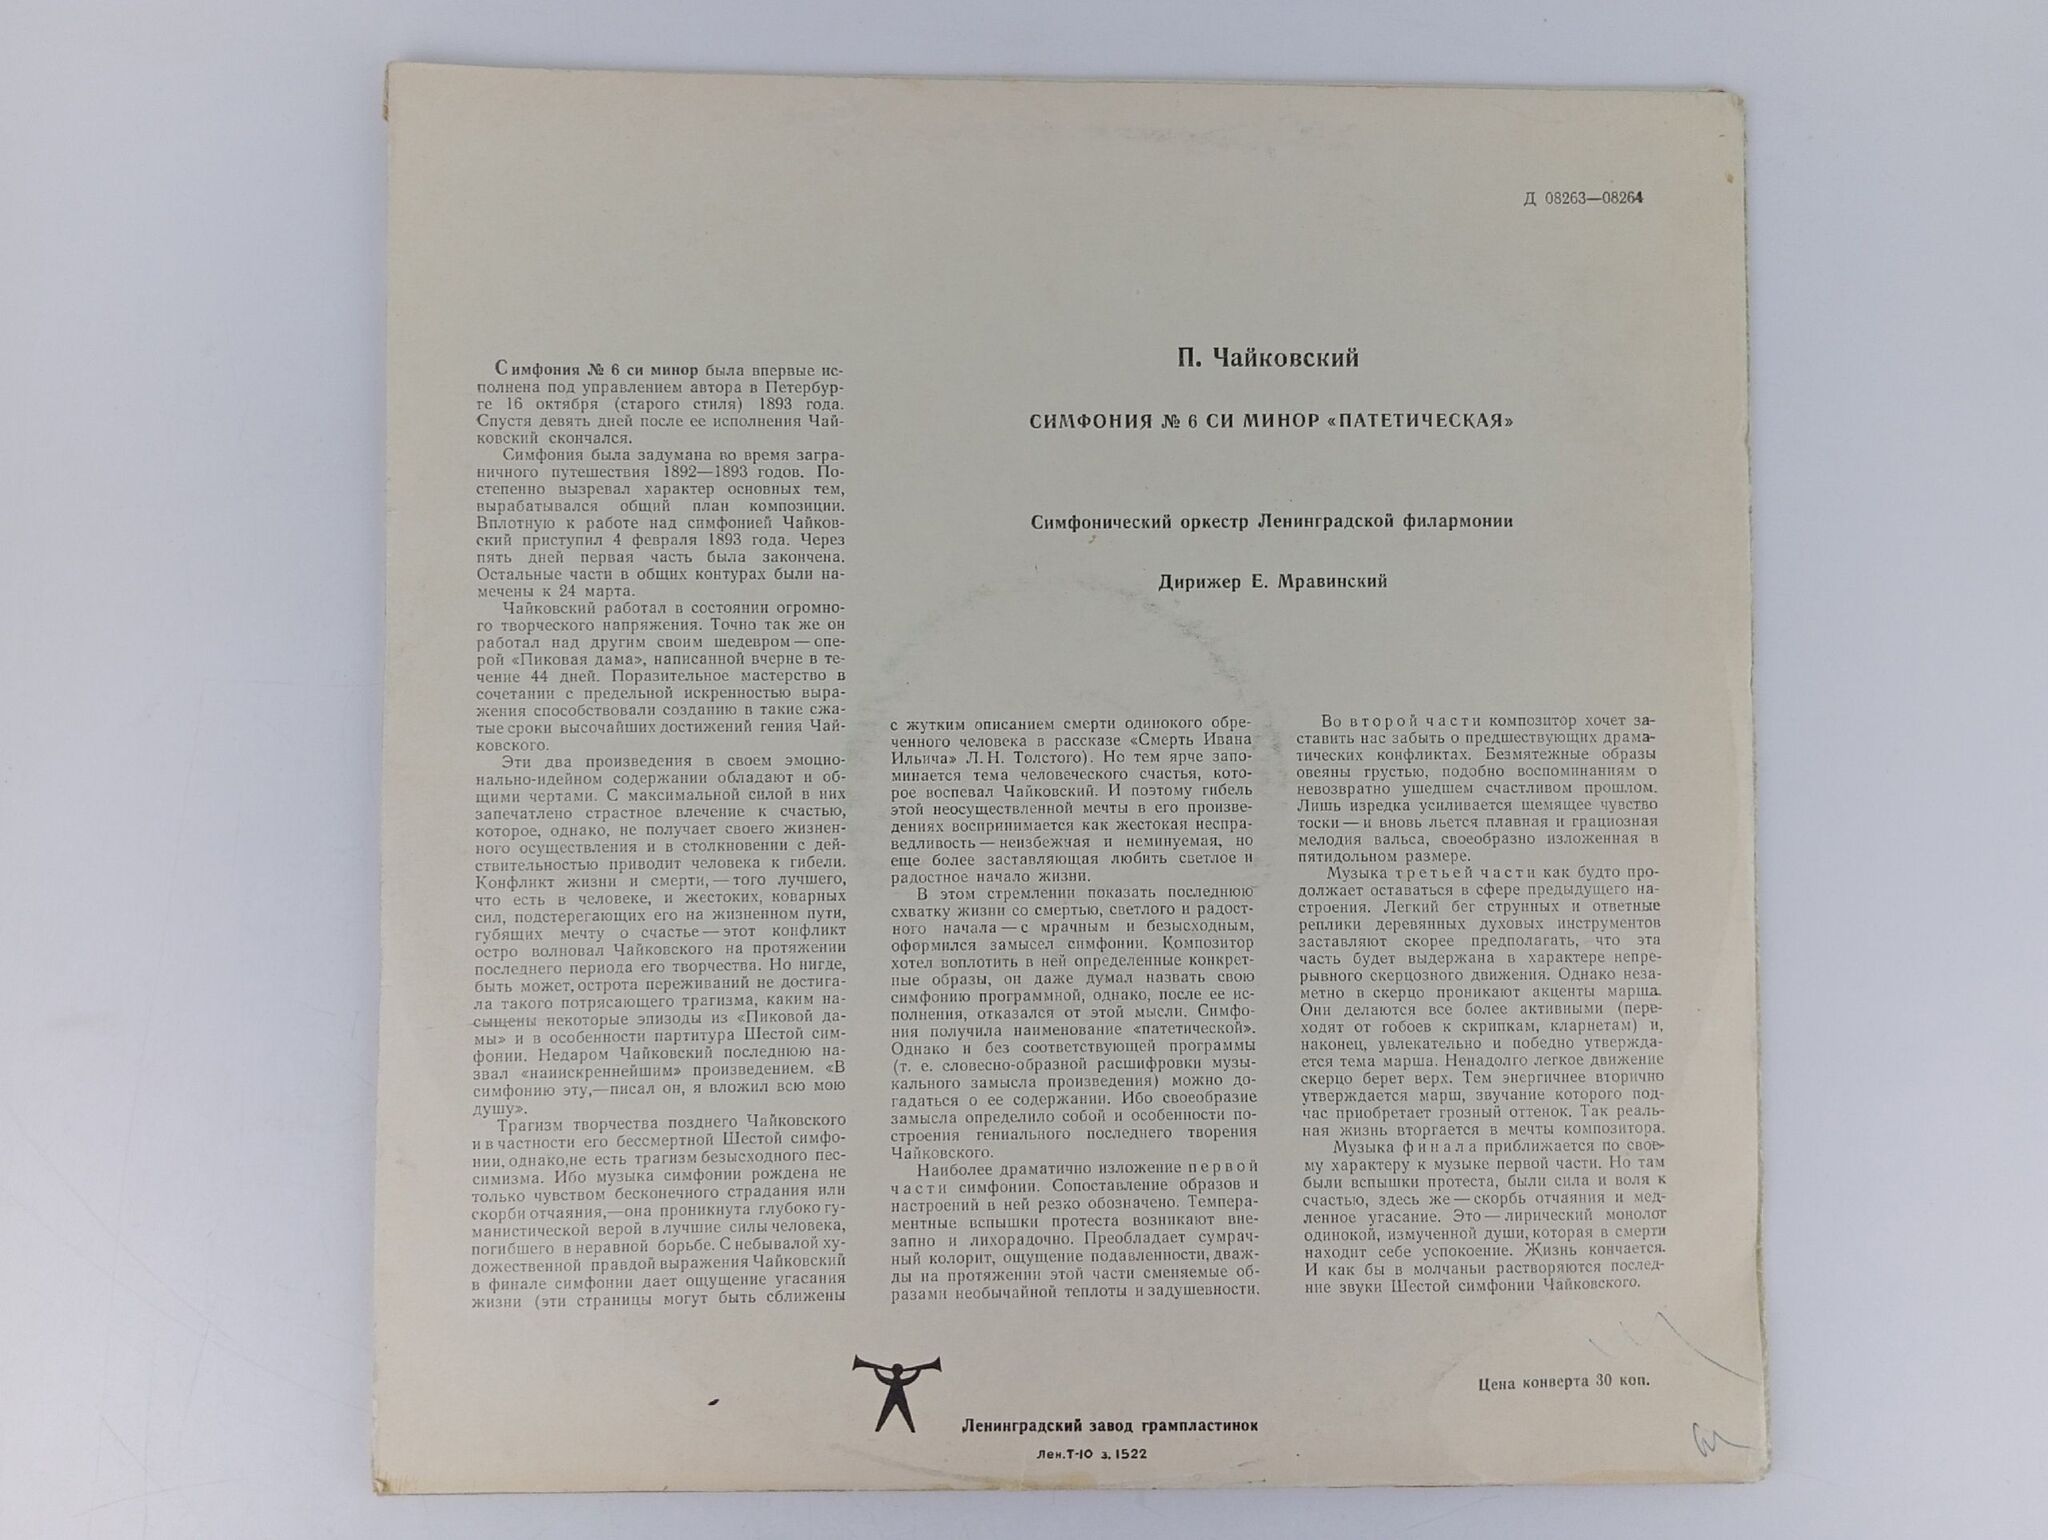 Д 08263—08264
П. Чайковский
СИМФОНИЯ № 6 СИ МИНОР «ПАТЕТИЧЕСКАЯ»
Симфонический оркестр Ленинградской филармонии
Дирижер Е. Мравинский
Симфония № 6 си минор была впервые ис-
полнена под управлением автора в Петербур-
ге 16 октября (старого стиля) 1893 года.
Спустя девять дней после ее исполнения Чай-
ковский скончался.
Симфония была задумана во время загра-
ничного путешествия 1892—1893 годов. По-
степенно вызревал характер основных тем,
вырабатывался общий план композиции.
Вплотную к работе над симфонией Чайков-
ский приступил 4 февраля 1893 года. Через
пять дней первая часть была закончена.
Остальные части в общих контурах были на-
мечены к 24 марта.
Чайковский работал в состоянии огромно-
го творческого напряжения. Точно так же он
работал над другим своим шедевром — опе-
рой «Пиковая дама», написанной вчерне в те-
чение 44 дней. Поразительное мастерство в
сочетании с предельной искренностью выра-
жения способствовали созданию в такие сжа-
тые сроки высочайших достижений гения Чай-
ковского.
Эти два произведения в своем эмоцио-
нально-идейном содержании обладают и об-
щими чертами. С максимальной силой в них
запечатлено страстное влечение к счастью,
которое, однако, не получает своего жизнен-
ного осуществления и в столкновении с дей-
ствительностью приводит человека к гибели.
Конфликт жизни и смерти, — того лучшего,
что есть в человеке, и жестоких, коварных
сил, подстерегающих его на жизненном пути,
губящих мечту о счастье — этот конфликт
остро волновал Чайковского на протяжении
последнего периода его творчества. Но нигде,
быть может, острота переживаний не достига-
ла такого потрясающего трагизма, каким на-
сыщены некоторые эпизоды из «Пиковой да-
мы» и в особенности партитура Шестой сим-
фонии. Недаром Чайковский последнюю на-
звал «наиискреннейшим» произведением. «В
симфонию эту,—писал он, я вложил всю мою
душу».
Трагизм творчества позднего Чайковского
и в частности его бессмертной Шестой симфо-
нии, однако,не есть трагизм безысходного пес-
симизма. Ибо музыка симфонии рождена не
только чувством бесконечного страдания или
скорби отчаяния,—она проникнута глубоко гу-
манистической верой в лучшие силы человека,
погибшего в неравной борьбе. С небывалой ху-
дожественной правдой выражения Чайковский
в финале симфонии дает ощущение угасания
жизни (эти страницы могут быть сближены
с жутким описанием смерти одинокого обре-
ченного человека в рассказе «Смерть Ивана
Ильича» Л. Н. Толстого). Но тем ярче запо-
минается тема человеческого счастья, кото-
рое воспевал Чайковский. И поэтому гибель
этой неосуществленной мечты в его произве-
дениях воспринимается как жестокая неспра-
ведливость — неизбежная и неминуемая, но
еще более заставляющая любить светлое и
радостное начало жизни.
В этом стремлении показать последнюю
схватку жизни со смертью, светлого и радост-
ного начала — с мрачным и безысходным,
оформился замысел симфонии. Композитор
хотел воплотить в ней определенные конкрет-
ные образы, он даже думал назвать свою
симфонию программной, однако, после ее ис-
полнения, отказался от этой мысли. Симфо-
ния получила наименование «патетической».
Однако и без соответствующей программы
(т. е. словесно-образной расшифровки музы-
кального замысла произведения) можно до-
гадаться о ее содержании. Ибо своеобразие
замысла определило собой и особенности по-
строения гениального последнего творения
Чайковского.
Наиболее драматично изложение первой
части симфонии. Сопоставление образов и
настроений в ней резко обозначено. Темпера-
ментные вспышки протеста возникают вне-
запно и лихорадочно. Преобладает сумрач-
ный колорит, ощущение подавленности, дваж-
ды на протяжении этой части сменяемые об-
разами необычайной теплоты и задушевности.
Во второй части композитор хочет за-
ставить нас забыть о предшествующих драма-
тических конфликтах. Безмятежные образы
овеяны грустью, подобно воспоминаниям о
невозвратно ушедшем счастливом прошлом.
Лишь изредка усиливается щемящее чувство
тоски — и вновь льется плавная и грациозная
мелодия вальса, своеобразно изложенная в
пятидольном размере.
Музыка третьей части как будто про-
должает оставаться в сфере предыдущего на-
строения. Легкий бег струнных и ответные
реплики деревянных духовых инструментов
заставляют скорее предполагать, что эта
часть будет выдержана в характере непре-
рывного скерцозного движения. Однако неза-
метно в скерцо проникают акценты марша.
Они делаются все более активными (пере-
ходят от гобоев к скрипкам, кларнетам) и,
наконец, увлекательно и победно утвержда-
ется тема марша. Ненадолго легкое движение
скерцо берет верх. Тем энергичнее вторично
утверждается марш, звучание которого под-
час приобретает грозный оттенок. Так реаль-
ная жизнь вторгается в мечты композитора.
Музыка финала приближается по свое-
му характеру к музыке первой части. Но там
были вспышки протеста, были сила и воля к
счастью, здесь же — скорбь отчаяния и мед-
ленное угасание. Это — лирический монолог
одинокой, измученной души, которая в смерти
находит себе успокоение. Жизнь кончается.
И как бы в молчаньи растворяются послед-
ние звуки Шестой симфонии Чайковского.
Цена конверта 30 коп.
Ленинградский завод грампластинок
Лен.Т-10 з. 1522